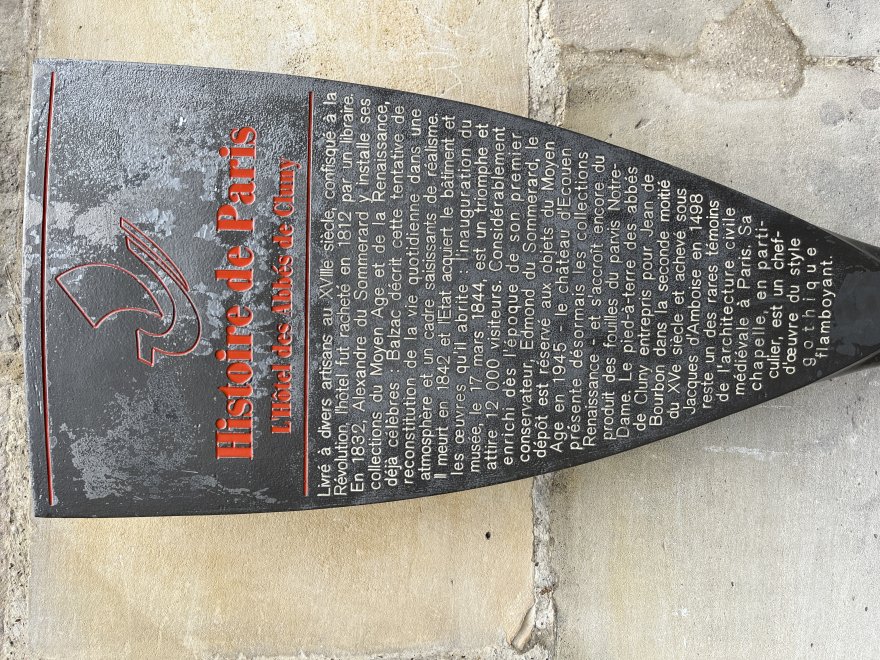 Histoire de Paris
L'Hôtel des Abbés de Cluny
Livré à divers artisans au XVIIIe siècle, confisqué à la
Révolution, l'hôtel fut racheté en 1812 par un libraire.
En 1832, Alexandre du Sommerard y installe ses
collections du Moyen Age et de la Renaissance,
déjà célèbres : Balzac décrit cette tentative de
reconstitution de la vie quotidienne dans une
atmosphère et un cadre saisissants de réalisme.
Il meurt en 1842 et l'Etat acquiert le bâtiment et
les œuvres qu'il abrite : l'inauguration du
musée, le 17 mars 1844, est un triomphe et
attire 12 000 visiteurs. Considérablement
enrichi dès l'époque de son premier
conservateur, Edmond du Sommerard, le
dépôt est réservé aux objets du Moyen
Age en 1945 - le château d'Ecouen
présente désormais les collections
Renaissance - et s'accroît encore du
produit des fouilles du parvis Notre-
Dame. Le pied-à-terre des abbés
de Cluny entrepris pour Jean de
Bourbon dans la seconde moitié
du XVe siècle et achevé sous
Jacques d'Amboise en 1498
reste un des rares témoins
de l'architecture civile
médiévale à Paris. Sa
chapelle, en parti-
culier, est un chef-
d'œuvre du style
gothique
flamboyant.